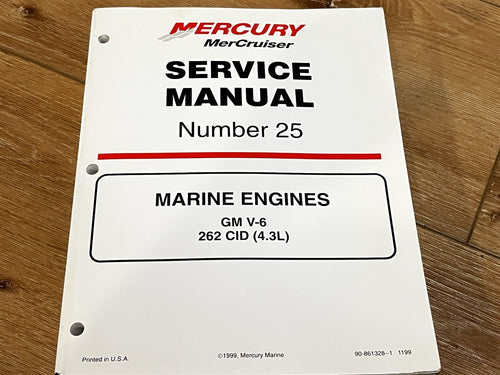 MERCURY
MerCruiser
SERVICE
MANUAL
Number 25
MARINE ENGINES
GM V-6
262 CID (4.3L)
Printed in U.S.A.
©1999, Mercury Marine
90-861328--1 1199